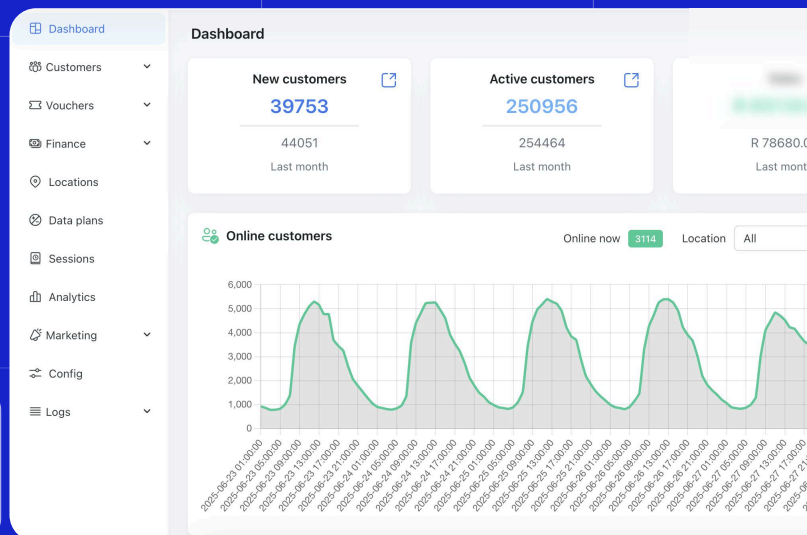 Dashboard
Customers
Vouchers
Finance
Locations
Data plans
Sessions
Analytics
Marketing
Config
Logs
Dashboard
New customers
39753
44051
Last month
Active customers
250956
254464
Last month
R 78680.0
Last mont
Online customers
Online now 3114 Location All
6,000
5,000
4,000
3,000
2,000
1,000
0
2025-06-23 01:00:00
2025-06-23 05:00:00
2025-06-23 09:00:00
2025-06-23 13:00:00
2025-06-23 17:00:00
2025-06-23 21:00:00
2025-06-24 01:00:00
2025-06-24 05:00:00
2025-06-24 09:00:00
2025-06-24 13:00:00
2025-06-24 17:00:00
2025-06-24 21:00:00
2025-06-25 01:00:00
2025-06-25 05:00:00
2025-06-25 09:00:00
2025-06-25 13:00:00
2025-06-25 17:00:00
2025-06-25 21:00:00
2025-06-26 01:00:00
2025-06-26 05:00:00
2025-06-26 09:00:00
2025-06-26 13:00:00
2025-06-26 17:00:00
2025-06-26 21:00:00
2025-06-27 01:00:00
2025-06-27 05:00:00
2025-06-27 09:00:00
2025-06-27 13:00:00
2025-06-27 17:00:00
2025-06-27 21